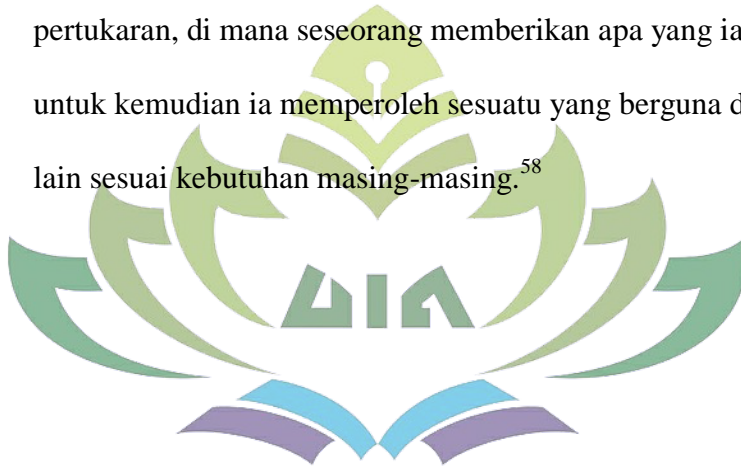 pertukaran, di mana seseorang memberikan apa yang ia
untuk kemudian ia memperoleh sesuatu yang berguna d
lain sesuai kebutuhan masing-masing.58
UIN